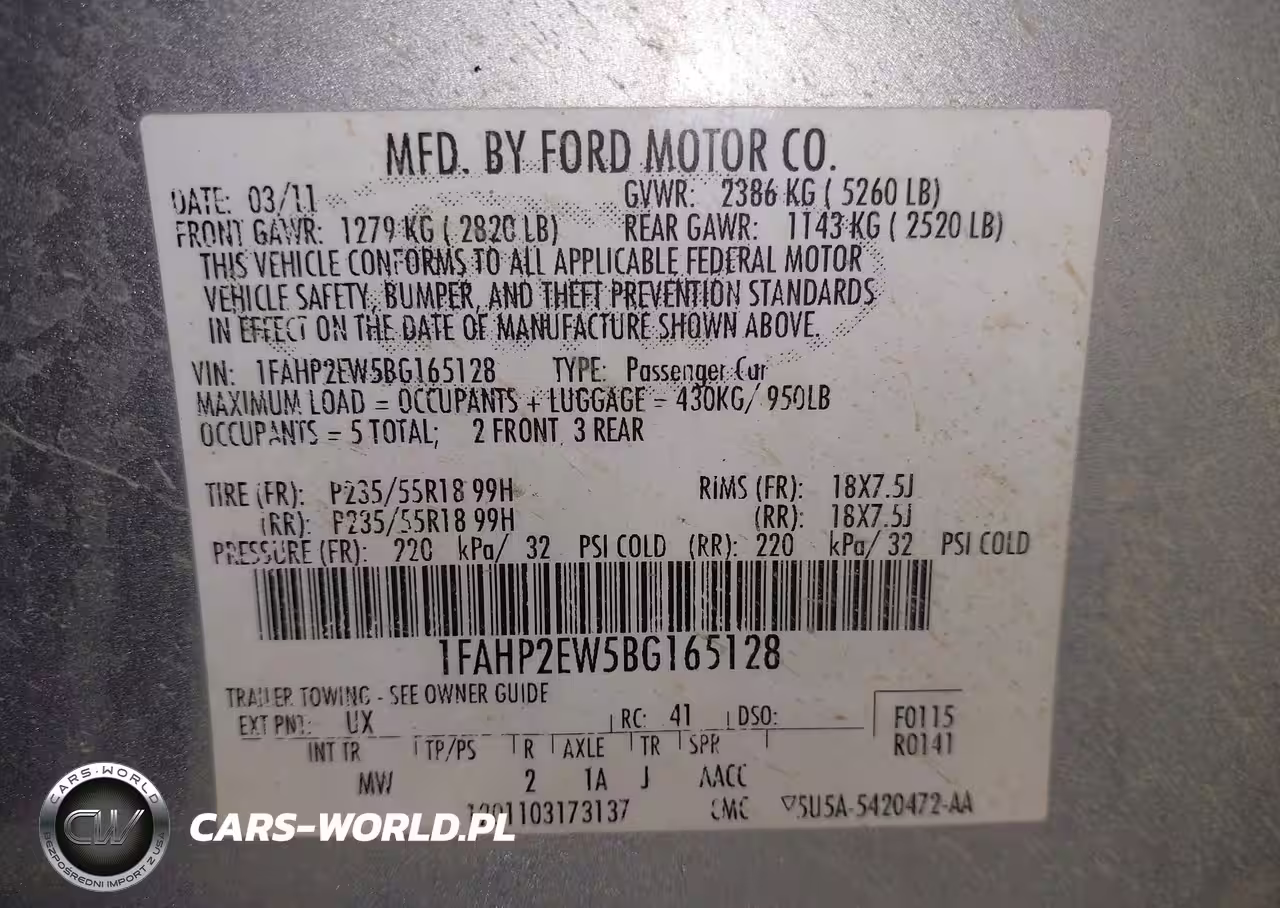 MFD. BY FORD MOTOR CO.
DATE: 03/11 GVWR: 2386 KG ( 5260 LB)
FRONT GAWR: 1279 KG ( 2820 LB) REAR GAWR: 1143 KG ( 2520 LB)
THIS VEHICLE CONFORMS TO ALL APPLICABLE FEDERAL MOTOR
VEHICLE SAFETY, BUMPER, AND THEFT PREVENTION STANDARDS
IN EFFECT ON THE DATE OF MANUFACTURE SHOWN ABOVE.
VIN: 1FAHP2EW5BG165128 TYPE: Passenger Car
MAXIMUM LOAD = OCCUPANTS + LUGGAGE = 430KG/ 950LB
OCCUPANTS = 5 TOTAL; 2 FRONT, 3 REAR
TIRE (FR): P235/55R18 99H RIMS (FR): 18X7.5J
(RR): P235/55R18 99H (RR): 18X7.5J
PRESSURE (FR): 220 kPa/ 32 PSI COLD (RR): 220 kPa/ 32 PSI COLD
1FAHP2EW5BG165128
TRAILER TOWING - SEE OWNER GUIDE
EXT PNT: UX RC: 41 DSO: F0115
INT TR TP/PS R AXLE TR SPR R0141
MW 2 1A J AACC
1201103173137 CMC ▽5U5A-5420472-AA
CARS-WORLD
CW
BEZPOŚREDNI IMPORT Z USA
CARS-WORLD.PL